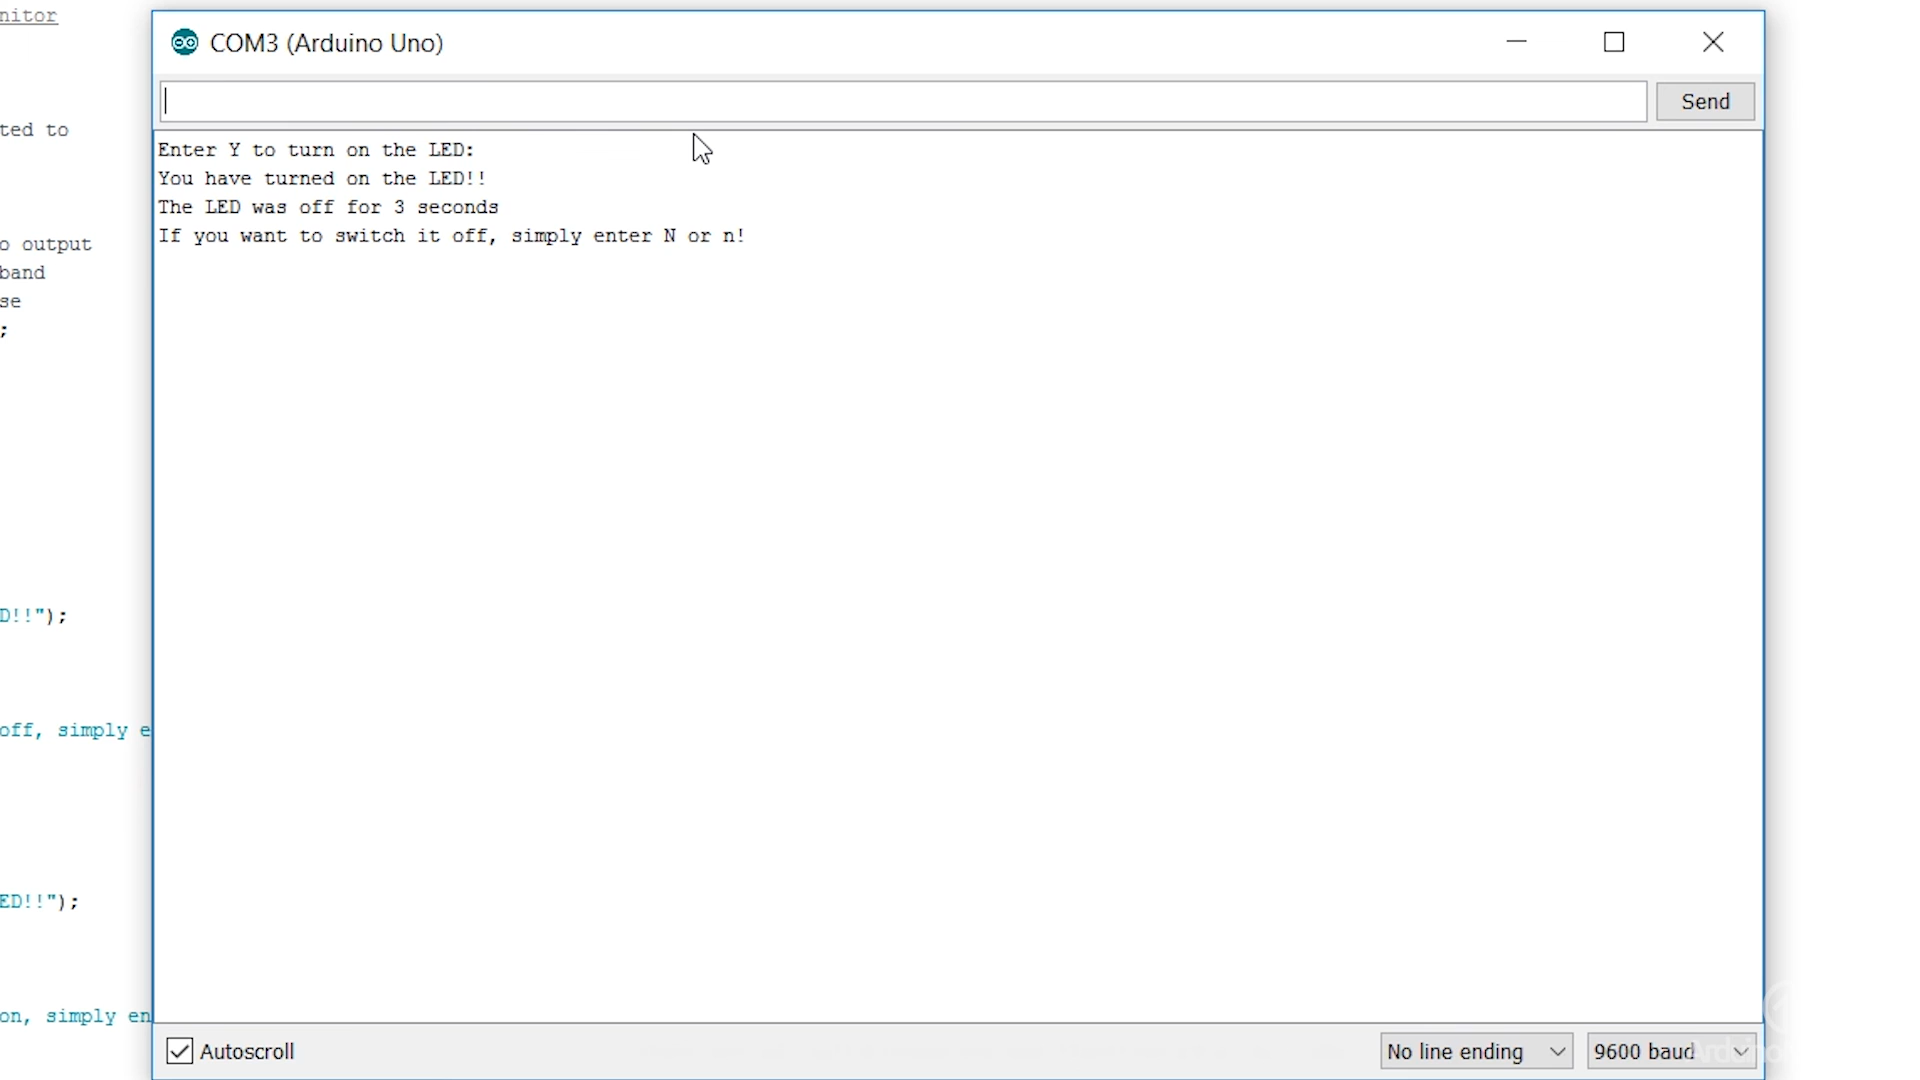 nitor
COM3 (Arduino Uno)
Send
ted to
Enter Y to turn on the LED:
You have turned on the LED!!
The LED was off for 3 seconds
If you want to switch it off, simply enter N or n!
o output
band
se
;
D!!");
off, simply e
ED!!");
on, simply en
Autoscroll
No line ending
9600 baud
Arduino